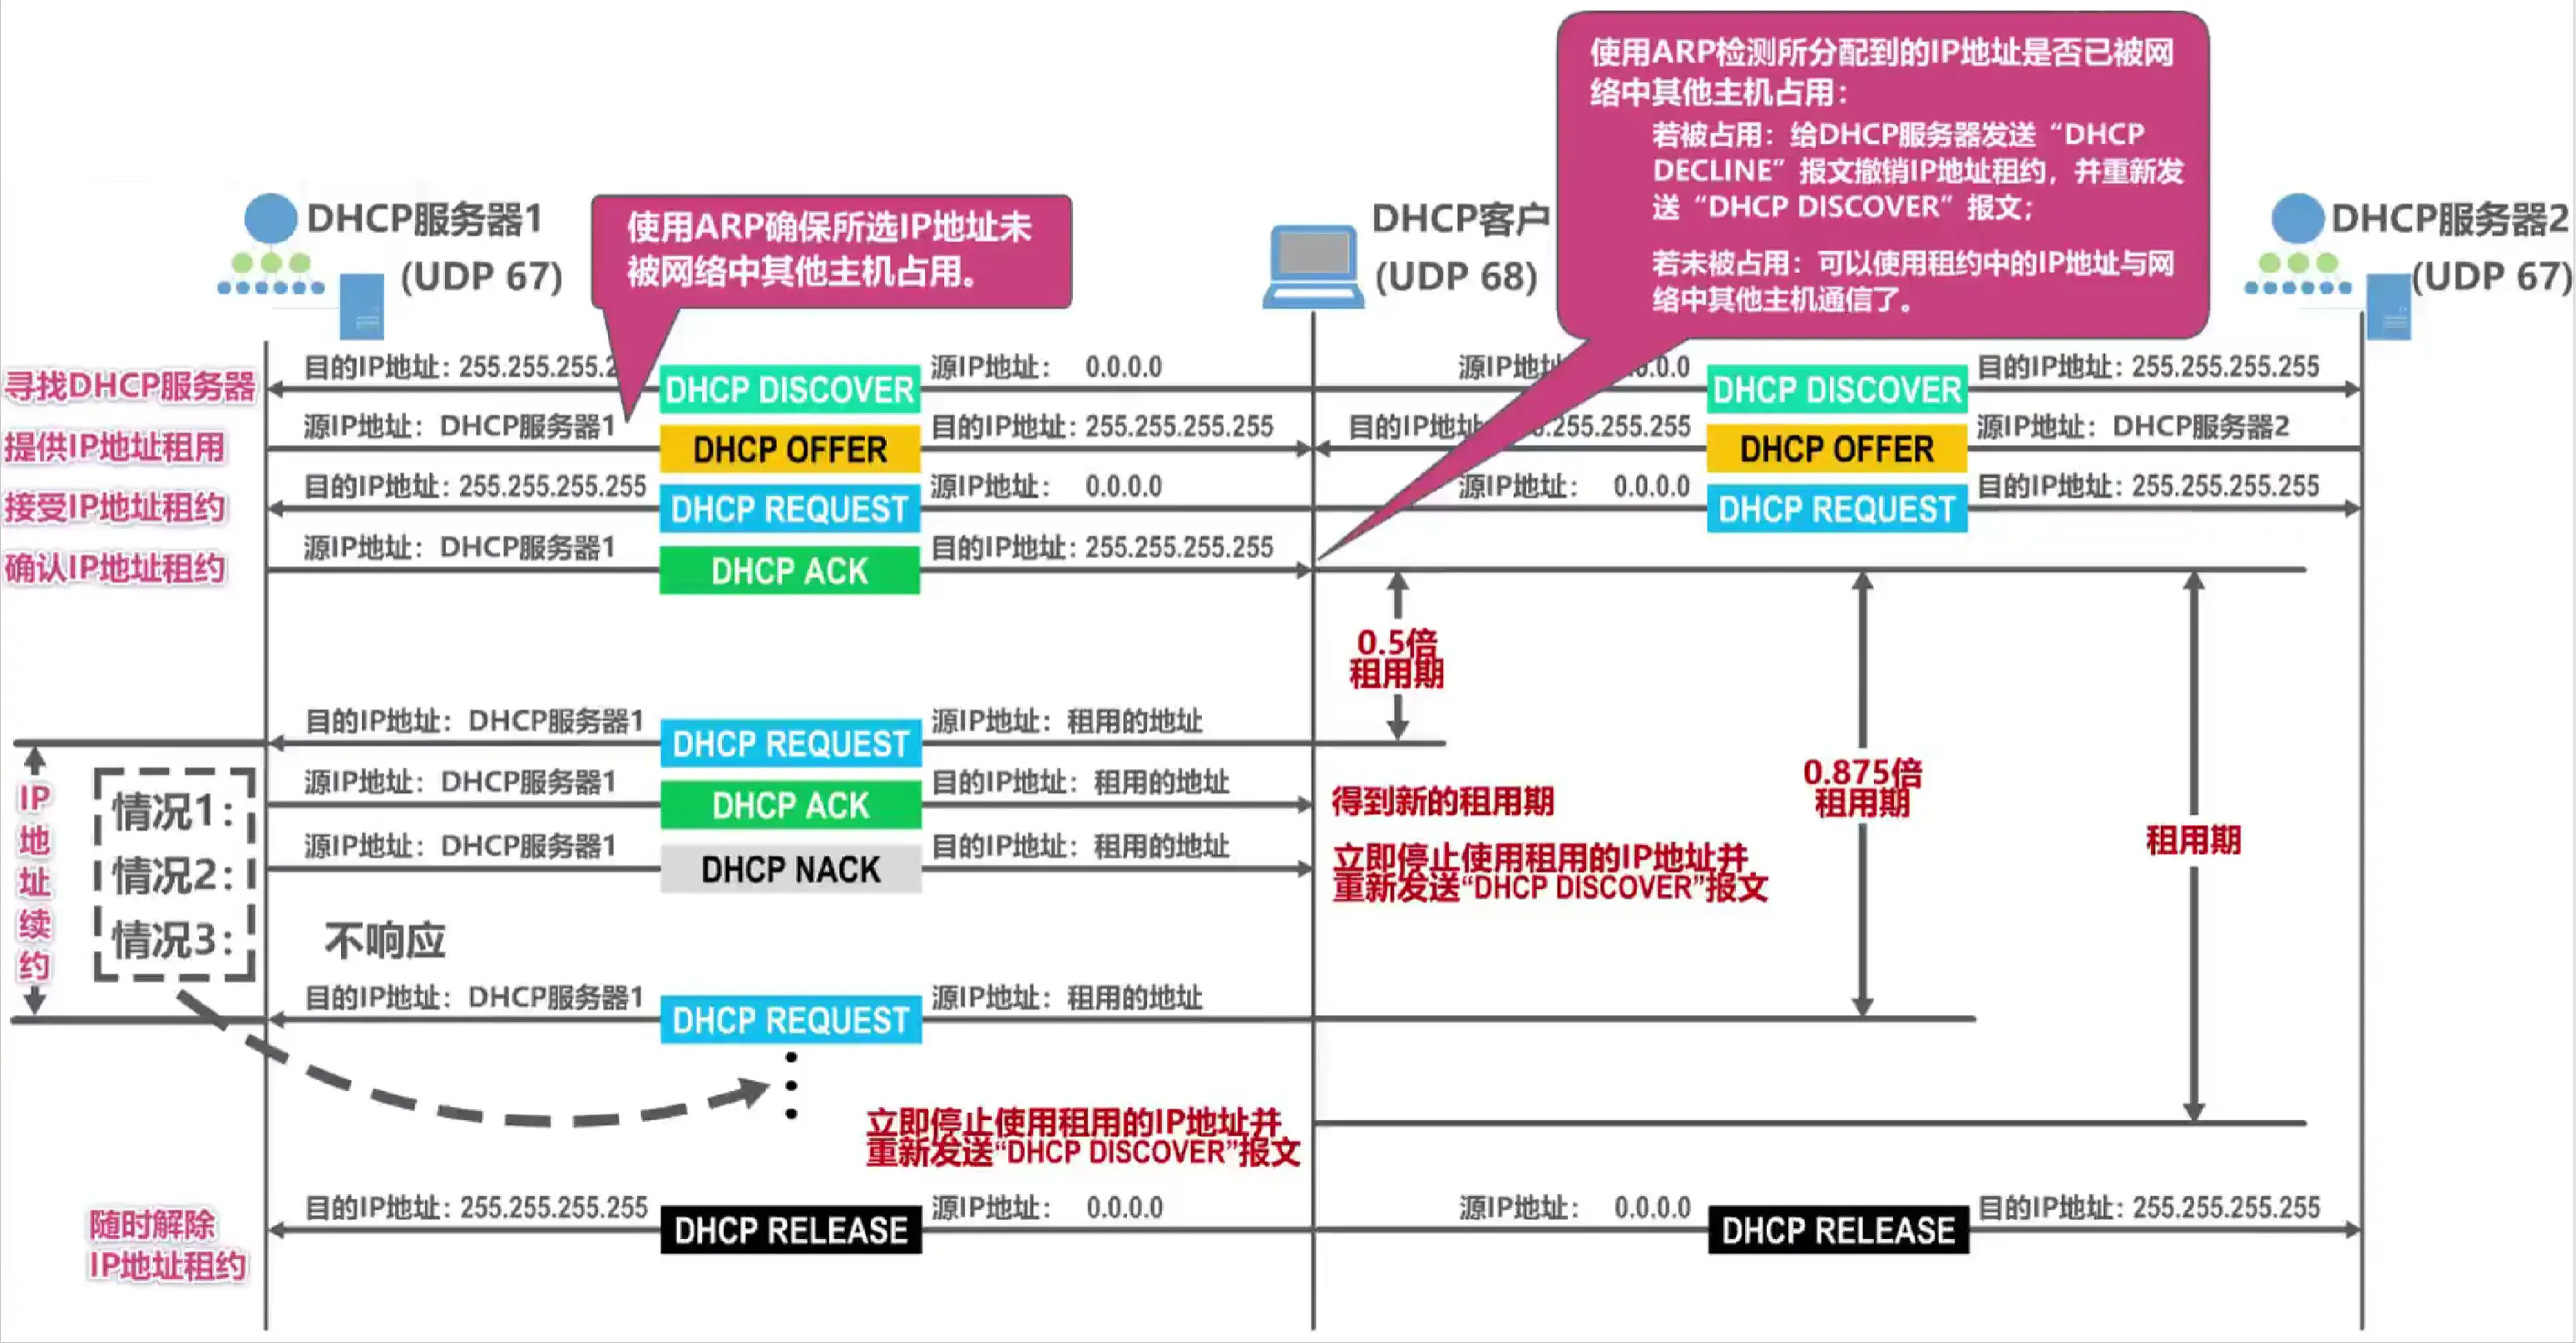 使用ARP检测所分配到的IP地址是否已被网
络中其他主机占用：
若被占用：给DHCP服务器发送“DHCP
DECLINE”报文撤销IP地址租约，并重新发
送“DHCP DISCOVER”报文；
若未被占用：可以使用租约中的IP地址与网
络中其他主机通信了。
DHCP服务器1
(UDP 67)
使用ARP确保所选IP地址未
被网络中其他主机占用。
DHCP客户
(UDP 68)
DHCP服务器2
(UDP 67)
寻找DHCP服务器
目的IP地址: 255.255.255.2
DHCP DISCOVER
源IP地址： 0.0.0.0
源IP地
.0.0
DHCP DISCOVER
目的IP地址: 255.255.255.255
提供IP地址租用
源IP地址：DHCP服务器1
DHCP OFFER
目的IP地址: 255.255.255.255
目的IP地址
.255.255.255
DHCP OFFER
源IP地址：DHCP服务器2
接受IP地址租约
目的IP地址: 255.255.255.255
DHCP REQUEST
源IP地址： 0.0.0.0
源IP地址： 0.0.0.0
DHCP REQUEST
目的IP地址: 255.255.255.255
确认IP地址租约
源IP地址：DHCP服务器1
DHCP ACK
目的IP地址: 255.255.255.255
0.5倍
租用期
0.875倍
租用期
租用期
目的IP地址：DHCP服务器1
DHCP REQUEST
源IP地址：租用的地址
IP地址续约
情况1：
源IP地址：DHCP服务器1
DHCP ACK
目的IP地址：租用的地址
得到新的租用期
情况2：
源IP地址：DHCP服务器1
DHCP NACK
目的IP地址：租用的地址
立即停止使用租用的IP地址并
重新发送“DHCP DISCOVER”报文
情况3：
不响应
目的IP地址：DHCP服务器1
DHCP REQUEST
源IP地址：租用的地址
立即停止使用租用的IP地址并
重新发送“DHCP DISCOVER”报文
随时解除
IP地址租约
目的IP地址: 255.255.255.255
DHCP RELEASE
源IP地址： 0.0.0.0
源IP地址： 0.0.0.0
DHCP RELEASE
目的IP地址: 255.255.255.255